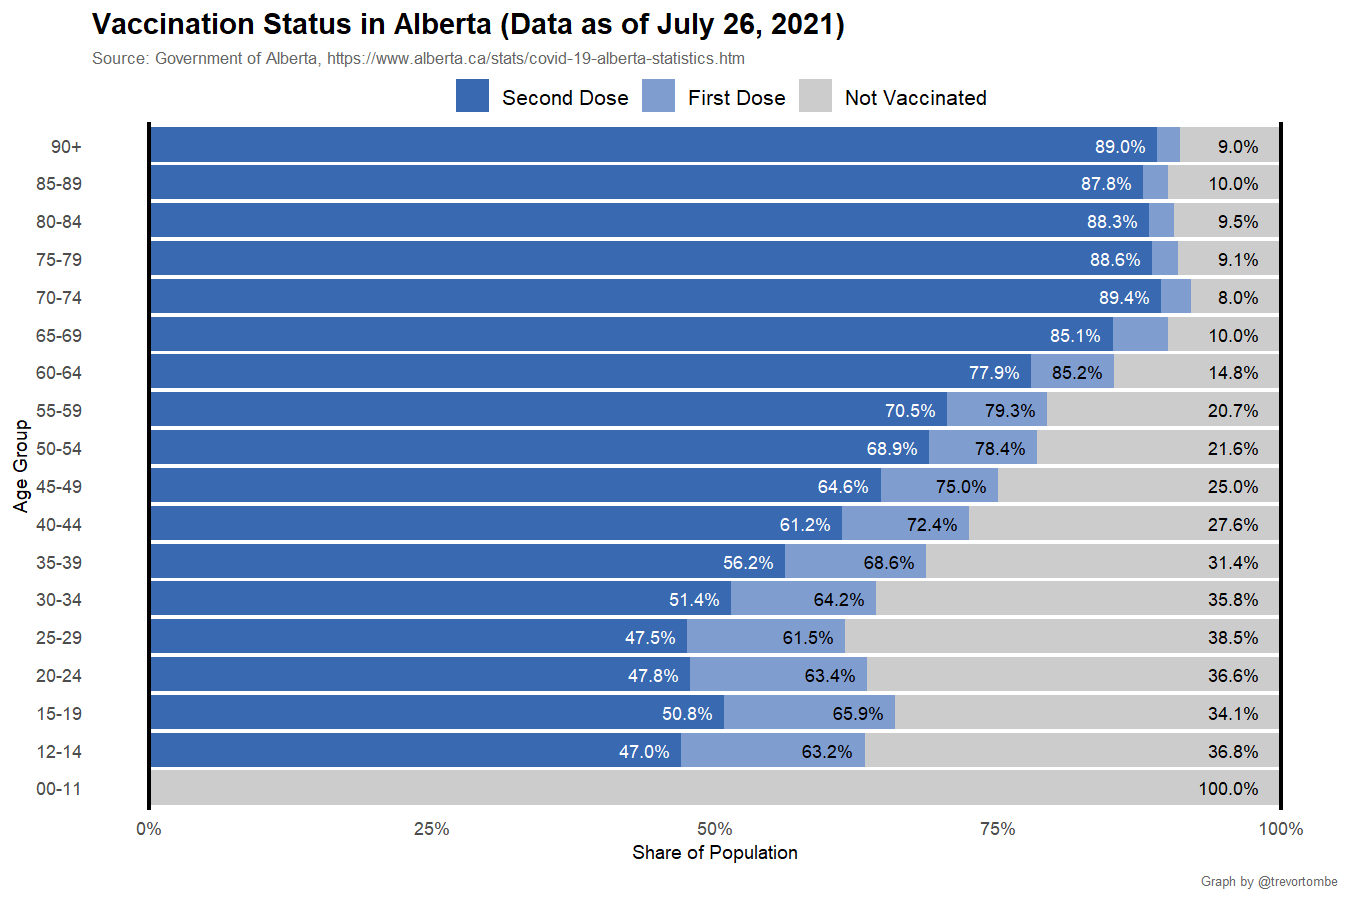 Vaccination Status in Alberta (Data as of July 26, 2021)
Source: Government of Alberta, https://www.alberta.ca/stats/covid-19-alberta-statistics.htm
Second Dose First Dose Not Vaccinated
Age Group
90+ 89.0% 9.0%
85-89 87.8% 10.0%
80-84 88.3% 9.5%
75-79 88.6% 9.1%
70-74 89.4% 8.0%
65-69 85.1% 10.0%
60-64 77.9% 85.2% 14.8%
55-59 70.5% 79.3% 20.7%
50-54 68.9% 78.4% 21.6%
45-49 64.6% 75.0% 25.0%
40-44 61.2% 72.4% 27.6%
35-39 56.2% 68.6% 31.4%
30-34 51.4% 64.2% 35.8%
25-29 47.5% 61.5% 38.5%
20-24 47.8% 63.4% 36.6%
15-19 50.8% 65.9% 34.1%
12-14 47.0% 63.2% 36.8%
00-11 100.0%
0% 25% 50% 75% 100%
Share of Population
Graph by @trevortombe